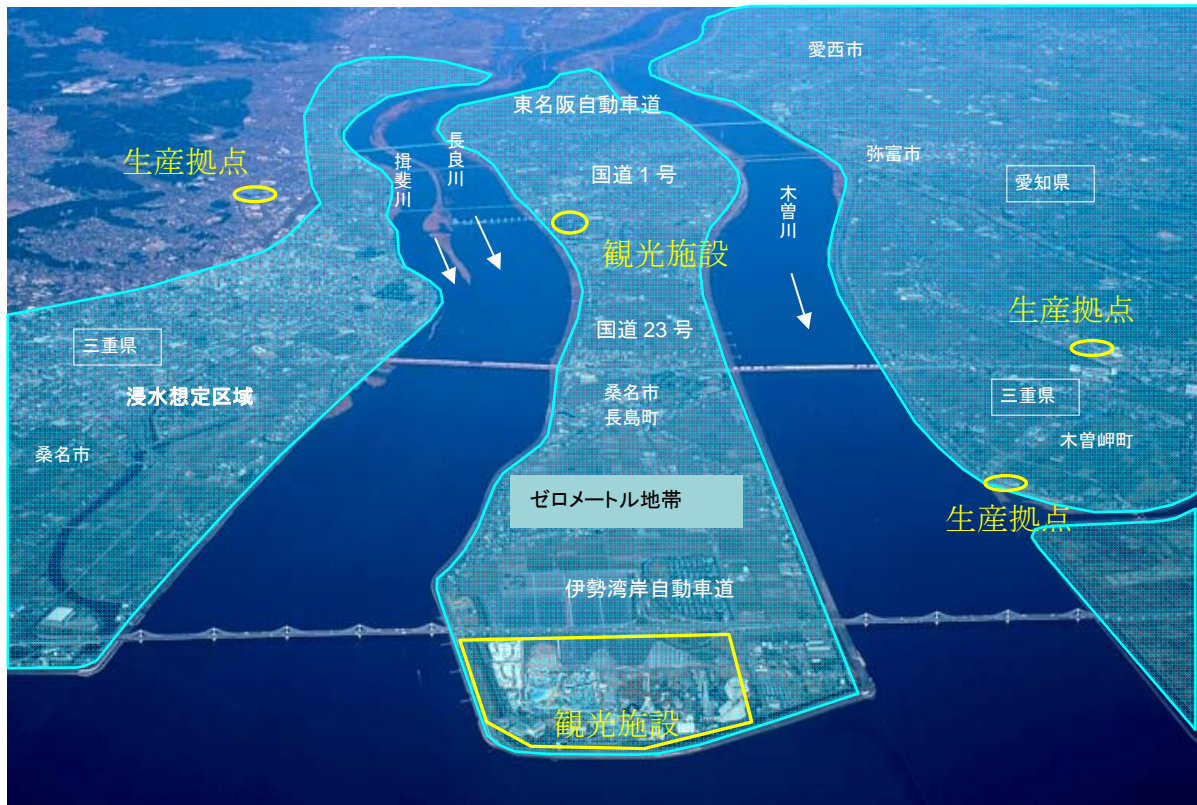 愛西市
東名阪自動車道
生産拠点
揖斐川
長良川
弥富市
国道1号
愛知県
木曽川
観光施設
生産拠点
国道23号
三重県
浸水想定区域
桑名市
長島町
三重県
木曽岬町
桑名市
ゼロメートル地帯
生産拠点
伊勢湾岸自動車道
観光施設